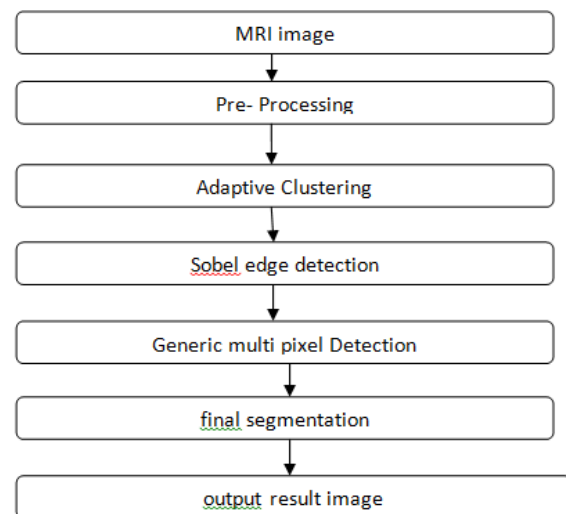 MRI image
Pre- Processing
Adaptive Clustering
Sobel edge detection
Generic multi pixel Detection
final segmentation
output result image